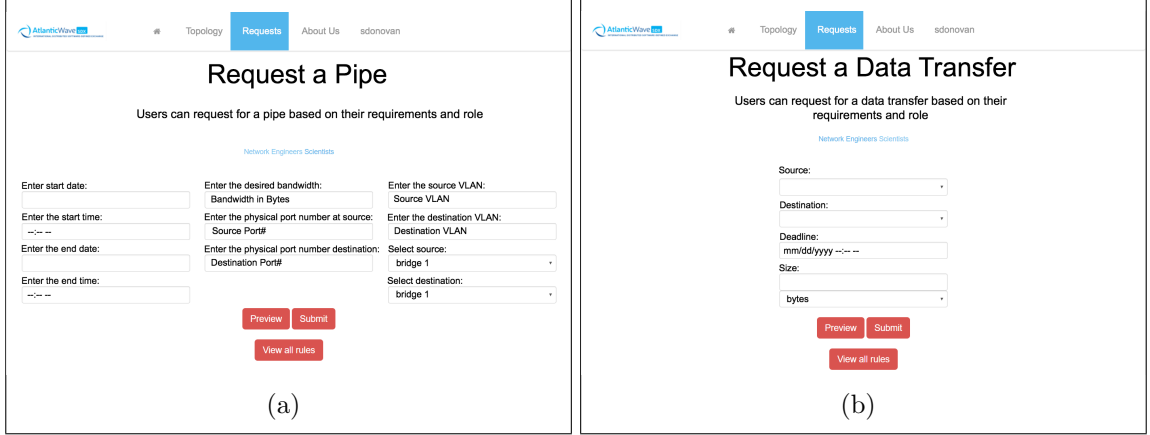 AtlanticWave SDX
Topology Requests About Us sdonovan
Request a Pipe
Users can request for a pipe based on their requirements and role
Network Engineers Scientists
Enter start date:
Enter the start time:
--:-- --
Enter the end date:
Enter the end time:
--:-- --
Enter the desired bandwidth:
Bandwidth in Bytes
Enter the physical port number at source:
Source Port#
Enter the physical port number destination:
Destination Port#
Enter the source VLAN:
Source VLAN
Enter the destination VLAN:
Destination VLAN
Select source:
bridge 1
Select destination:
bridge 1
Preview Submit
View all rules
(a)
AtlanticWave SDX
Topology Requests About Us sdonovan
Request a Data Transfer
Users can request for a data transfer based on their
requirements and role
Network Engineers Scientists
Source:
Destination:
Deadline:
mm/dd/yyyy --:-- --
Size:
bytes
Preview Submit
View all rules
(b)